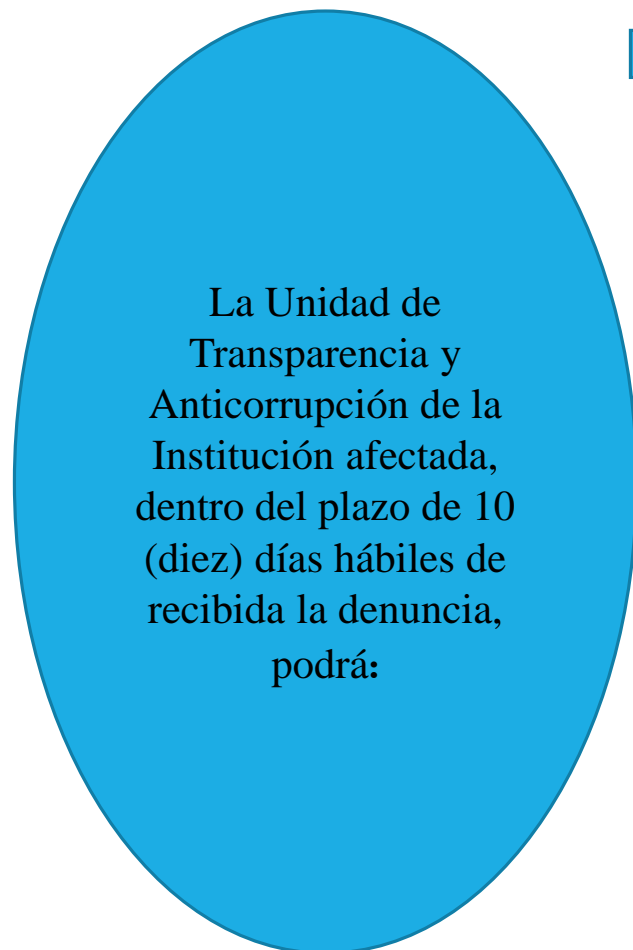 La Unidad de
Transparencia y
Anticorrupción de la
Institución afectada,
dentro del plazo de 10
(diez) días hábiles de
recibida la denuncia,
podrá: